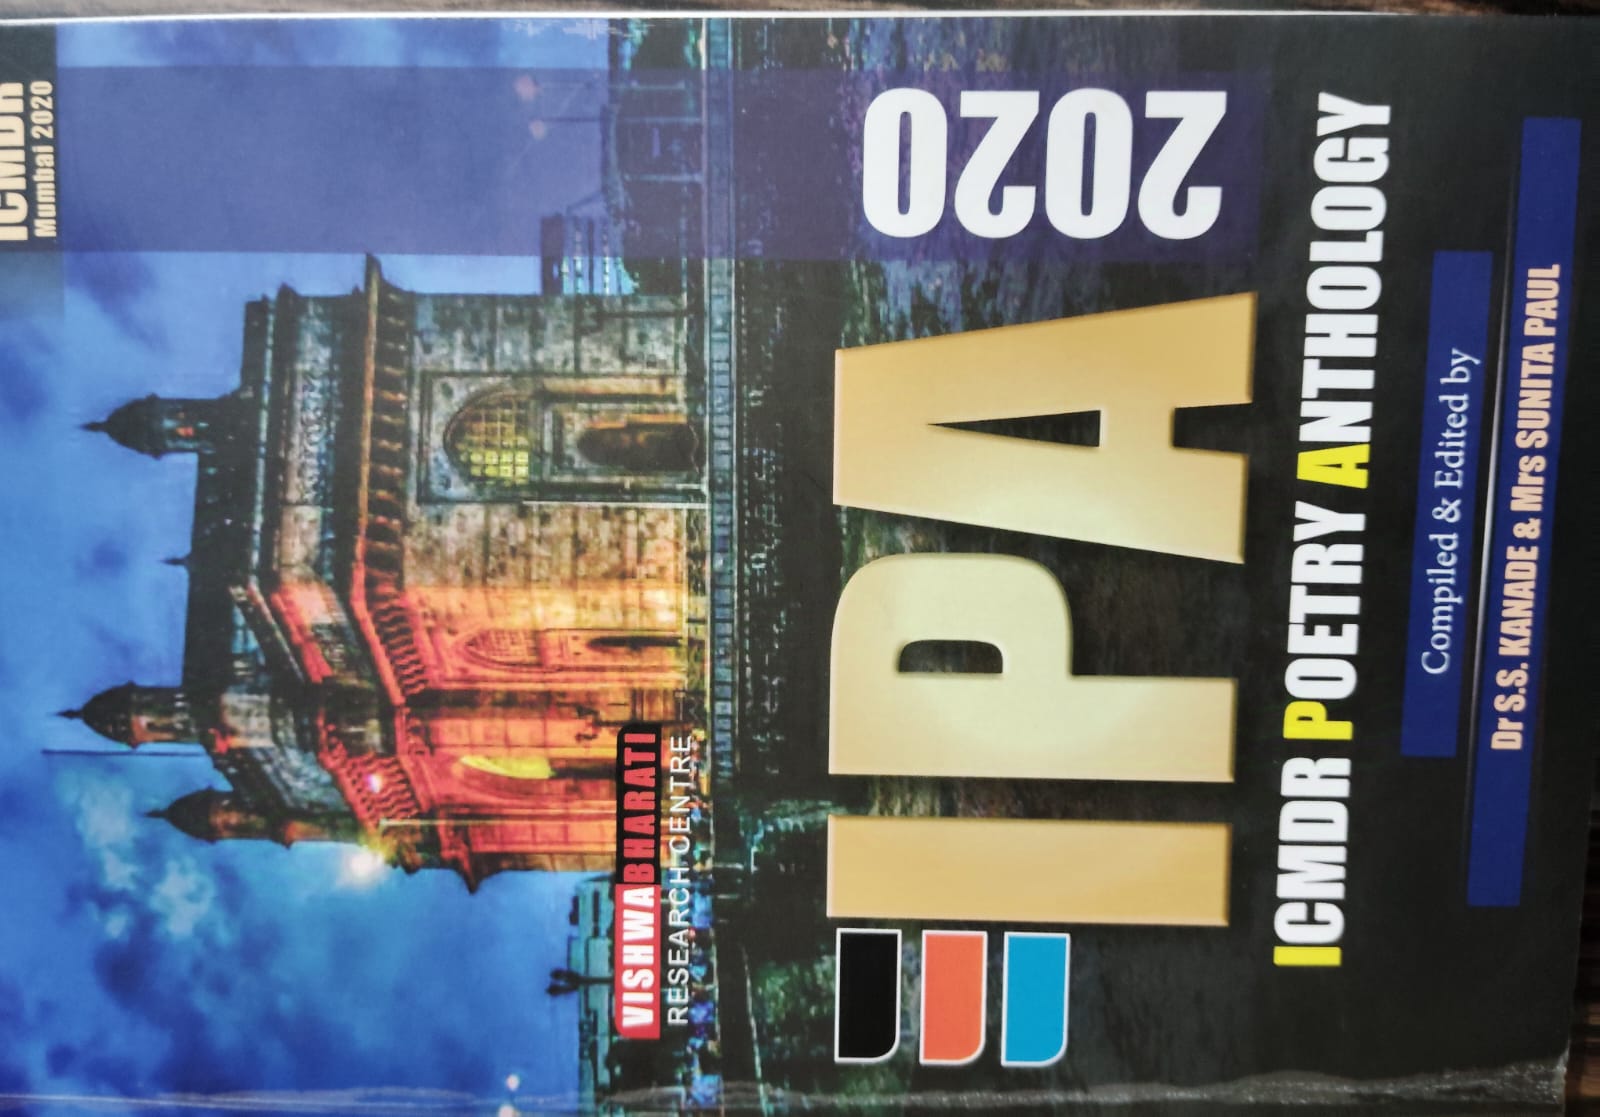 ICMDR
Mumbai 2020
VISHWABHARATI
RESEARCH CENTRE
IPA
2020
ICMDR POETRY ANTHOLOGY
Compiled & Edited by
Dr S.S. KANADE & Mrs SUNITA PAUL